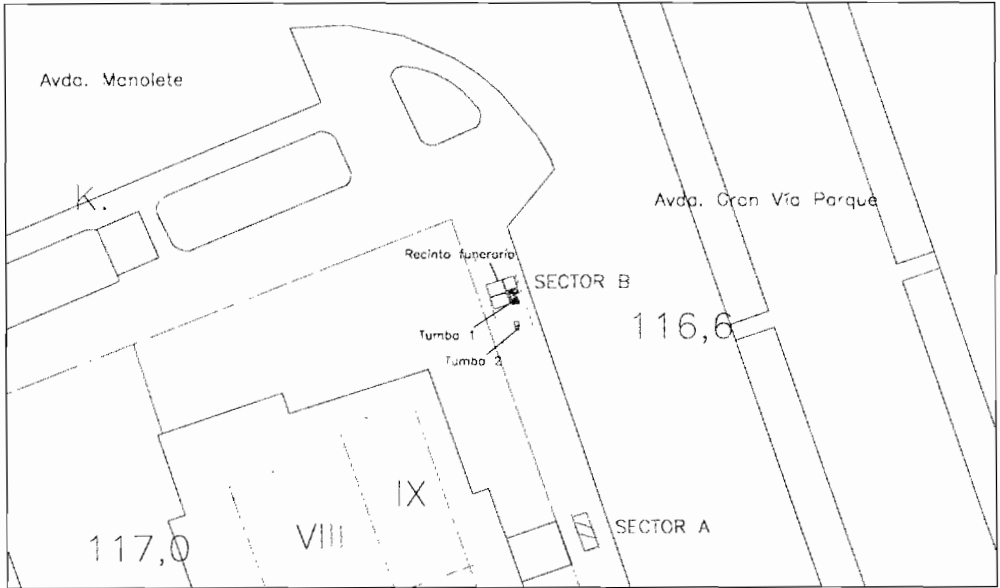 Avda. Manolete
K.
Avda. Gran Vía Parque
Recinto funerario
SECTOR B
116,6
Tumba 1
Tumba 2
IX
VIII
117,0
SECTOR A